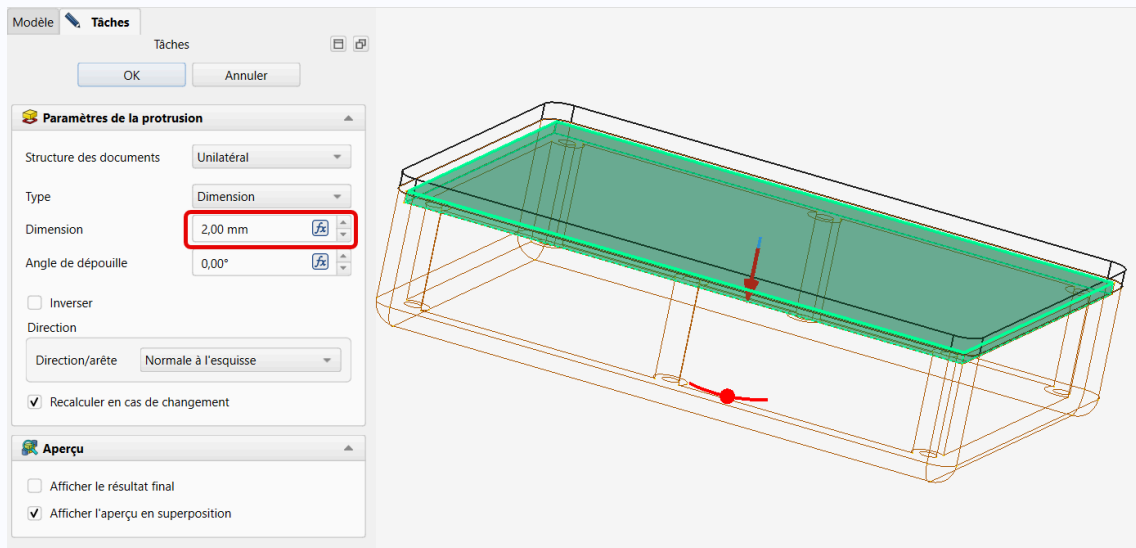 Modèle Tâches
Tâches
OK Annuler
Paramètres de la protrusion
Structure des documents Unilatéral
Type Dimension
Dimension 2,00 mm fx
Angle de dépouille 0,00° fx
Inverser
Direction
Direction/arête Normale à l'esquisse
Recalculer en cas de changement
Aperçu
Afficher le résultat final
Afficher l'aperçu en superposition